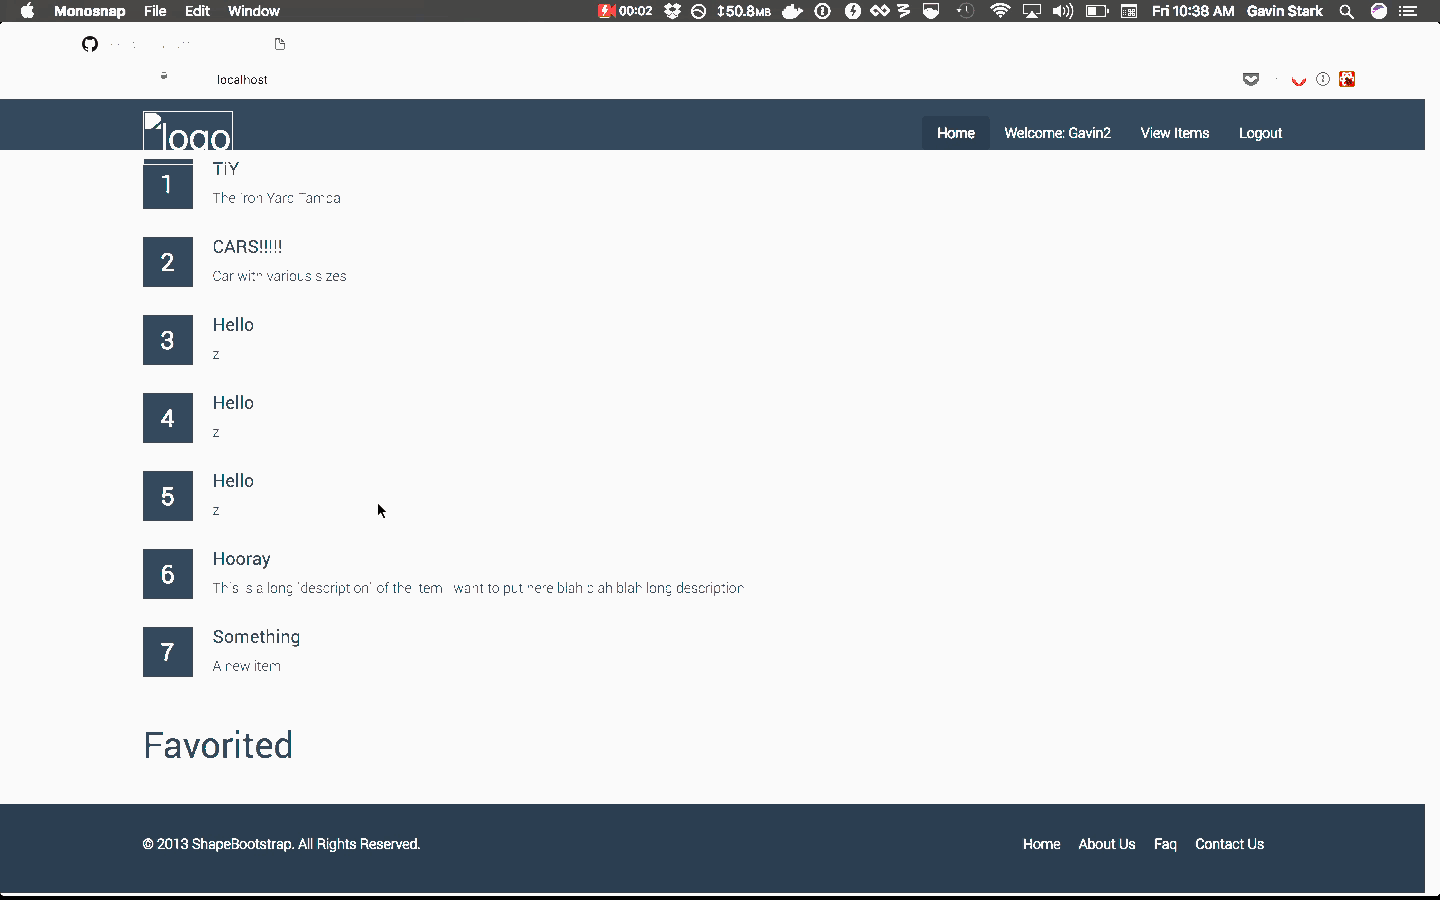 Monosnap File Edit Window 00:02 50.8MB Fri 10:38 AM Gavin Stark
localhost
logo Home Welcome: Gavin2 View Items Logout
1 TIY
The Iron Yard Tampa
2 CARS!!!!!
Car with various sizes
3 Hello
z
4 Hello
z
5 Hello
z
6 Hooray
This is a long "description" of the item I want to put here blah blah blah long description
7 Something
A new item
Favorited
© 2013 ShapeBootstrap. All Rights Reserved. Home About Us Faq Contact Us